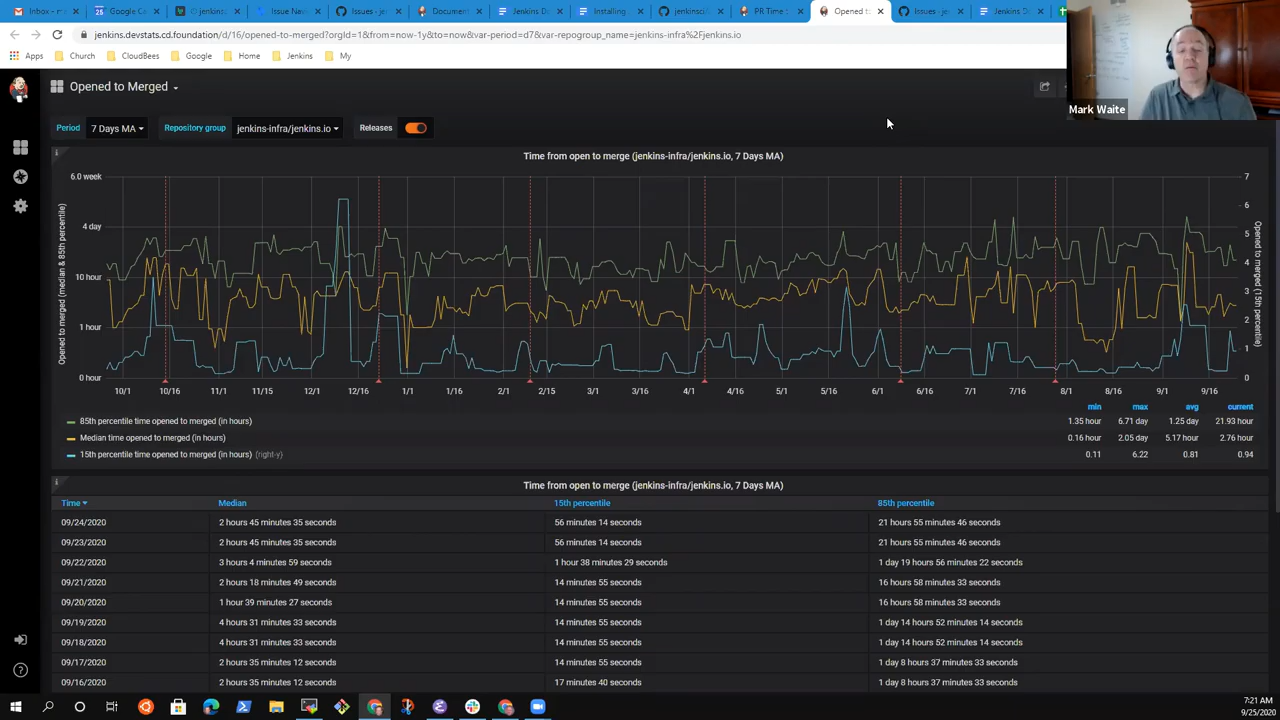 Inbox - m
Google Ca
@ jenkins
Issue Nav
Issues - je
Documen
Jenkins Do
Installing
jenkinsci
PR Time
Opened t
Issues - je
Jenkins Do
jenkins.devstats.cd.foundation/d/16/opened-to-merged?orgId=1&from=now-1y&to=now&var-period=d7&var-repogroup_name=jenkins-infra%2Fjenkins.io
Apps Church CloudBees Google Home Jenkins My
Mark Waite
Opened to Merged
Period 7 Days MA Repository group jenkins-infra/jenkins.io Releases
Time from open to merge (jenkins-infra/jenkins.io, 7 Days MA)
Opened to merged (median & 85th percentile)
6.0 week
4 day
10 hour
1 hour
0 hour
7
6
5
4
3
2
1
0
Opened to merged (15th percentile)
10/1 10/16 11/1 11/15 12/1 12/16 1/1 1/16 2/1 2/15 3/1 3/16 4/1 4/16 5/1 5/16 6/1 6/16 7/1 7/16 8/1 8/16 9/1 9/16
min max avg current
85th percentile time opened to merged (in hours) 1.35 hour 6.71 day 1.25 day 21.93 hour
Median time opened to merged (in hours) 0.16 hour 2.05 day 5.17 hour 2.76 hour
15th percentile time opened to merged (in hours) (right-y) 0.11 6.22 0.81 0.94
Time from open to merge (jenkins-infra/jenkins.io, 7 Days MA)
Time Median 15th percentile 85th percentile
09/24/2020 2 hours 45 minutes 35 seconds 56 minutes 14 seconds 21 hours 55 minutes 46 seconds
09/23/2020 2 hours 45 minutes 35 seconds 56 minutes 14 seconds 21 hours 55 minutes 46 seconds
09/22/2020 3 hours 4 minutes 59 seconds 1 hour 38 minutes 29 seconds 1 day 19 hours 56 minutes 22 seconds
09/21/2020 2 hours 18 minutes 49 seconds 14 minutes 55 seconds 16 hours 58 minutes 33 seconds
09/20/2020 1 hour 39 minutes 27 seconds 14 minutes 55 seconds 16 hours 58 minutes 33 seconds
09/19/2020 4 hours 31 minutes 33 seconds 14 minutes 55 seconds 1 day 14 hours 52 minutes 14 seconds
09/18/2020 4 hours 31 minutes 33 seconds 14 minutes 55 seconds 1 day 14 hours 52 minutes 14 seconds
09/17/2020 2 hours 35 minutes 12 seconds 14 minutes 55 seconds 1 day 8 hours 37 minutes 33 seconds
09/16/2020 2 hours 35 minutes 12 seconds 17 minutes 40 seconds 1 day 8 hours 37 minutes 33 seconds
7:21 AM
9/25/2020